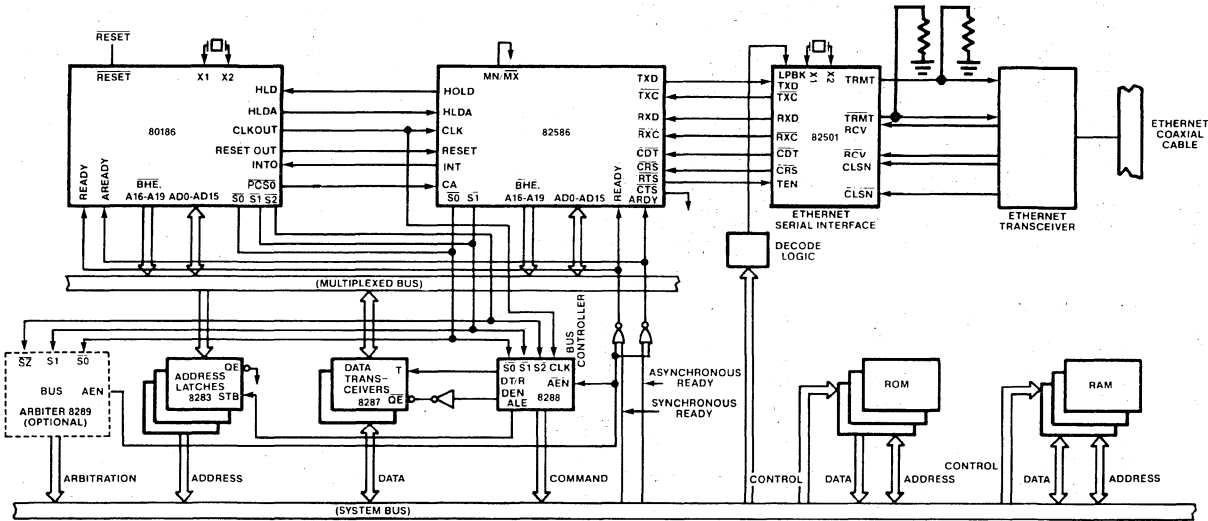 RESET
RESET
X1 X2
HLD
HLDA
80186
CLKOUT
RESET OUT
INTO
PCS0
READY
AREADY
BHE.
A16-A19 AD0-AD15
S0 S1 S2
MN/MX
HOLD
HLDA
CLK
82586
RESET
INT
CA
S0 S1
BHE.
A16-A19 AD0-AD15
READY
TXD
TXC
RXD
RXC
CDT
CRS
RTS
CTS
ARDY
LPBK
X1
X2
TXD
TXC
RXD
RXC
82501
CDT
CRS
TEN
TRMT
TRMT
RCV
RCV
CLSN
CLSN
ETHERNET
SERIAL INTERFACE
ETHERNET
TRANSCEIVER
ETHERNET
COAXIAL
CABLE
DECODE
LOGIC
(MULTIPLEXED BUS)
SZ S1 S0
BUS AEN
ARBITER 8289
(OPTIONAL)
ADDRESS
LATCHES
8283
OE
STB
DATA
TRANS-
CEIVERS
8287
T
OE
S0 S1 S2 CLK
DT/R
DEN
ALE
8288
AEN
BUS
CONTROLLER
ASYNCHRONOUS
READY
SYNCHRONOUS
READY
ROM
RAM
ARBITRATION
ADDRESS
DATA
COMMAND
CONTROL
DATA
ADDRESS
CONTROL
DATA
ADDRESS
(SYSTEM BUS)